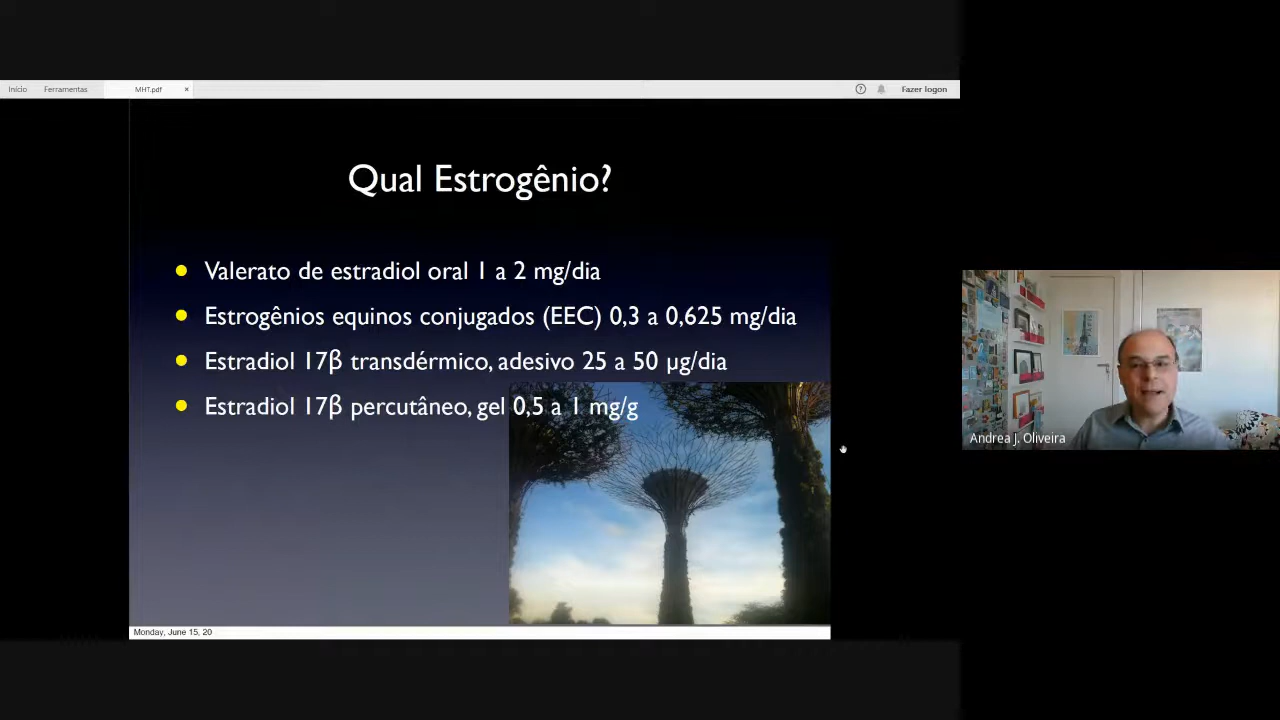 Início Ferramentas MHT.pdf × ? Fazer logon
Qual Estrogênio?
• Valerato de estradiol oral 1 a 2 mg/dia
• Estrogênios equinos conjugados (EEC) 0,3 a 0,625 mg/dia
• Estradiol 17β transdérmico, adesivo 25 a 50 µg/dia
• Estradiol 17β percutâneo, gel 0,5 a 1 mg/g
Andrea J. Oliveira
Monday, June 15, 20